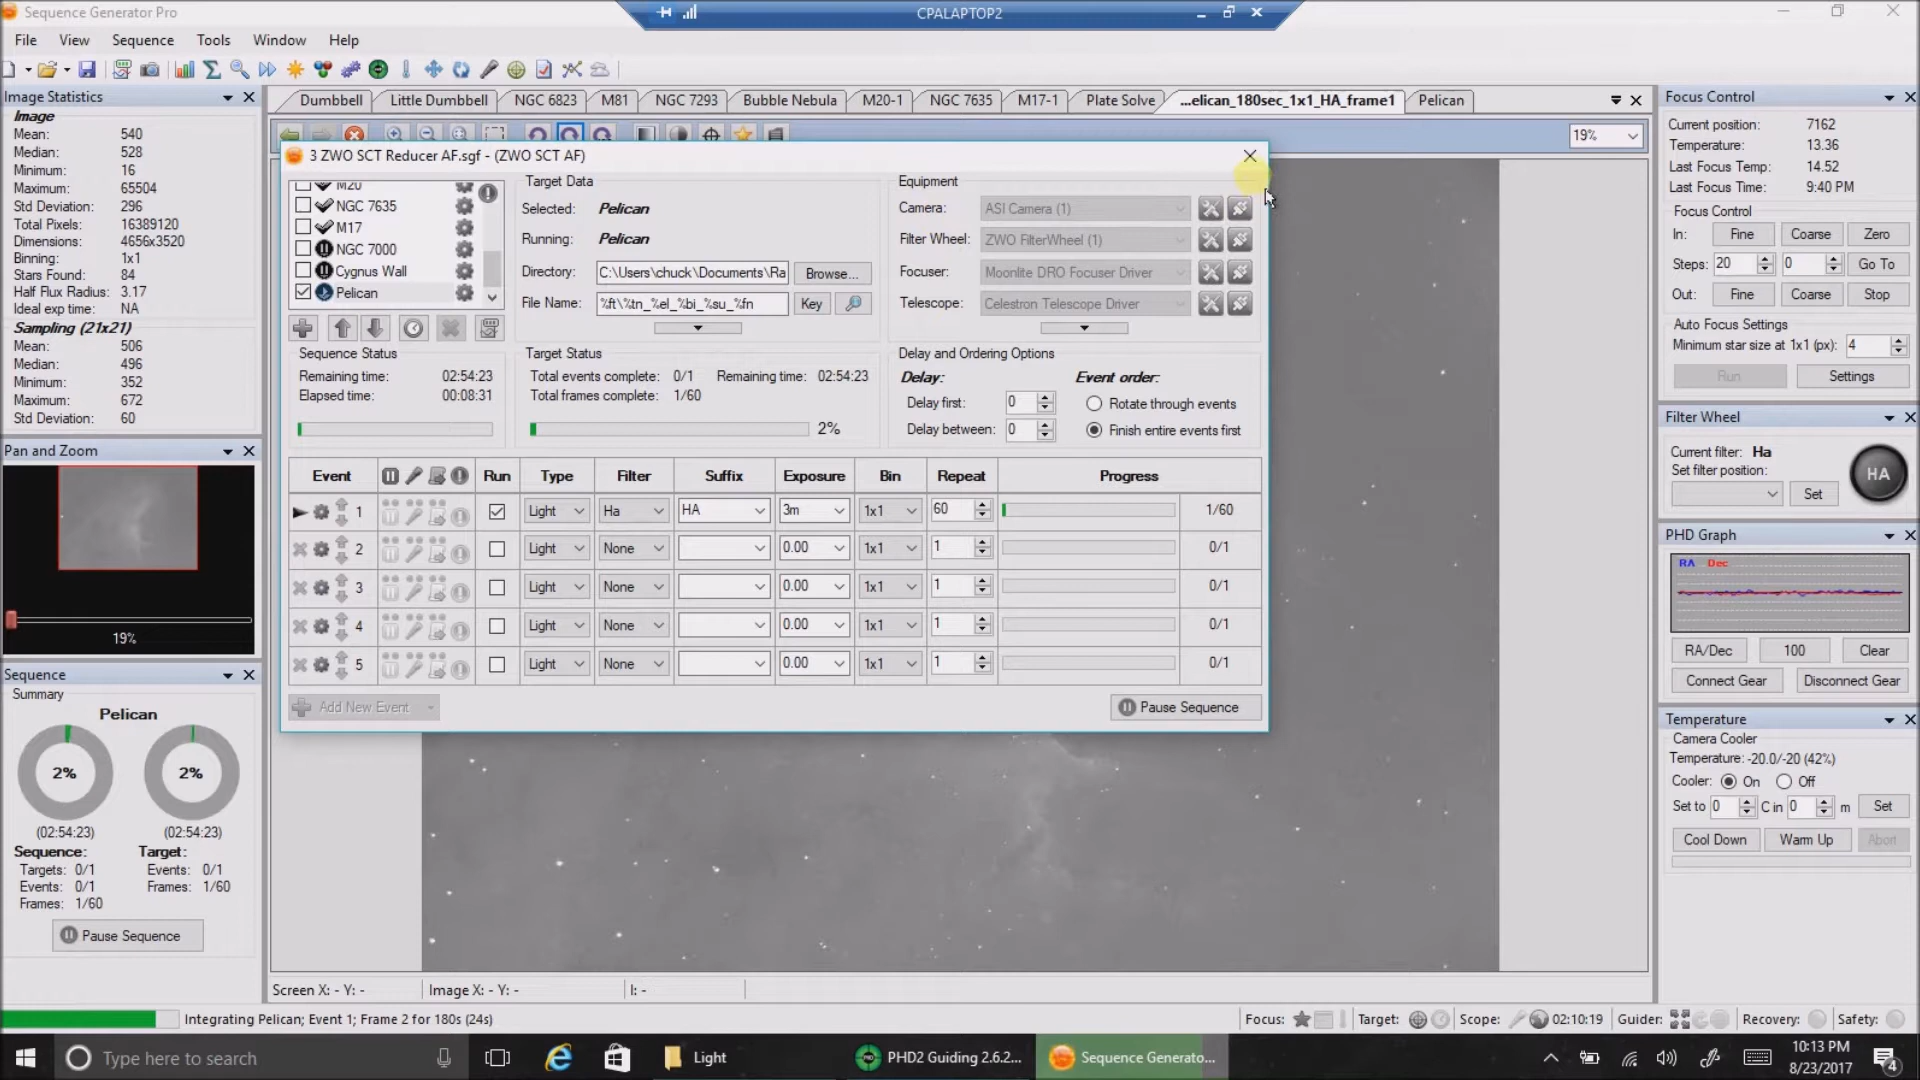 Sequence Generator Pro
CPALAPTOP2
File View Sequence Tools Window Help
Image Statistics
Image
Mean: 540
Median: 528
Minimum: 16
Maximum: 65504
Std Deviation: 296
Total Pixels: 16389120
Dimensions: 4656x3520
Binning: 1x1
Stars Found: 84
Half Flux Radius: 3.17
Ideal exp time: NA
Sampling (21x21)
Mean: 506
Median: 496
Minimum: 352
Maximum: 672
Std Deviation: 60
Pan and Zoom
19%
Sequence
Summary
Pelican
2% 2%
(02:54:23) (02:54:23)
Sequence: Target:
Targets: 0/1 Events: 0/1
Events: 0/1 Frames: 1/60
Frames: 1/60
Pause Sequence
Dumbbell Little Dumbbell NGC 6823 M81 NGC 7293 Bubble Nebula M20-1 NGC 7635 M17-1 Plate Solve ...elican_180sec_1x1_HA_frame1 Pelican
19%
3 ZWO SCT Reducer AF.sgf - (ZWO SCT AF)
M20
NGC 7635
M17
NGC 7000
Cygnus Wall
Pelican
Target Data
Selected: Pelican
Running: Pelican
Directory: C:\Users\chuck\Documents\Ra Browse...
File Name: %ft\%tn_%el_%bi_%su_%fn Key
Equipment
Camera: ASI Camera (1)
Filter Wheel: ZWO FilterWheel (1)
Focuser: Moonlite DRO Focuser Driver
Telescope: Celestron Telescope Driver
Sequence Status
Remaining time: 02:54:23
Elapsed time: 00:08:31
Target Status
Total events complete: 0/1 Remaining time: 02:54:23
Total frames complete: 1/60
2%
Delay and Ordering Options
Delay: Event order:
Delay first: 0 Rotate through events
Delay between: 0 Finish entire events first
Event Run Type Filter Suffix Exposure Bin Repeat Progress
1 Light Ha HA 3m 1x1 60 1/60
2 Light None 0.00 1x1 1 0/1
3 Light None 0.00 1x1 1 0/1
4 Light None 0.00 1x1 1 0/1
5 Light None 0.00 1x1 1 0/1
Add New Event Pause Sequence
Screen X: - Y: - Image X: - Y: - I: -
Focus Control
Current position: 7162
Temperature: 13.36
Last Focus Temp: 14.52
Last Focus Time: 9:40 PM
Focus Control
In: Fine Coarse Zero
Steps: 20 0 Go To
Out: Fine Coarse Stop
Auto Focus Settings
Minimum star size at 1x1 (px): 4
Run Settings
Filter Wheel
Current filter: Ha
Set filter position:
Set
HA
PHD Graph
RA Dec
RA/Dec 100 Clear
Connect Gear Disconnect Gear
Temperature
Camera Cooler
Temperature: -20.0/-20 (42%)
Cooler: On Off
Set to 0 C in 0 m Set
Cool Down Warm Up Abort
Integrating Pelican; Event 1; Frame 2 for 180s (24s)
Focus: Target: Scope: 02:10:19 Guider: Recovery: Safety:
Type here to search
Light
PHD2 Guiding 2.6.2...
Sequence Generato...
10:13 PM
8/23/2017
4